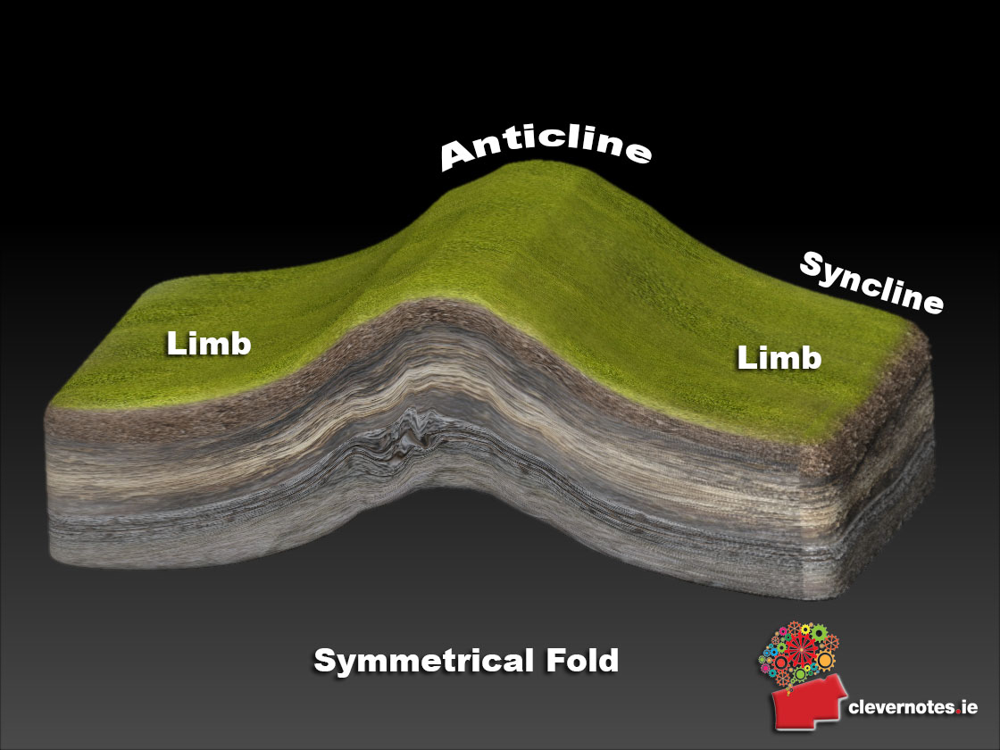 Anticline
Syncline
Limb
Limb
Symmetrical Fold
clevernotes.ie